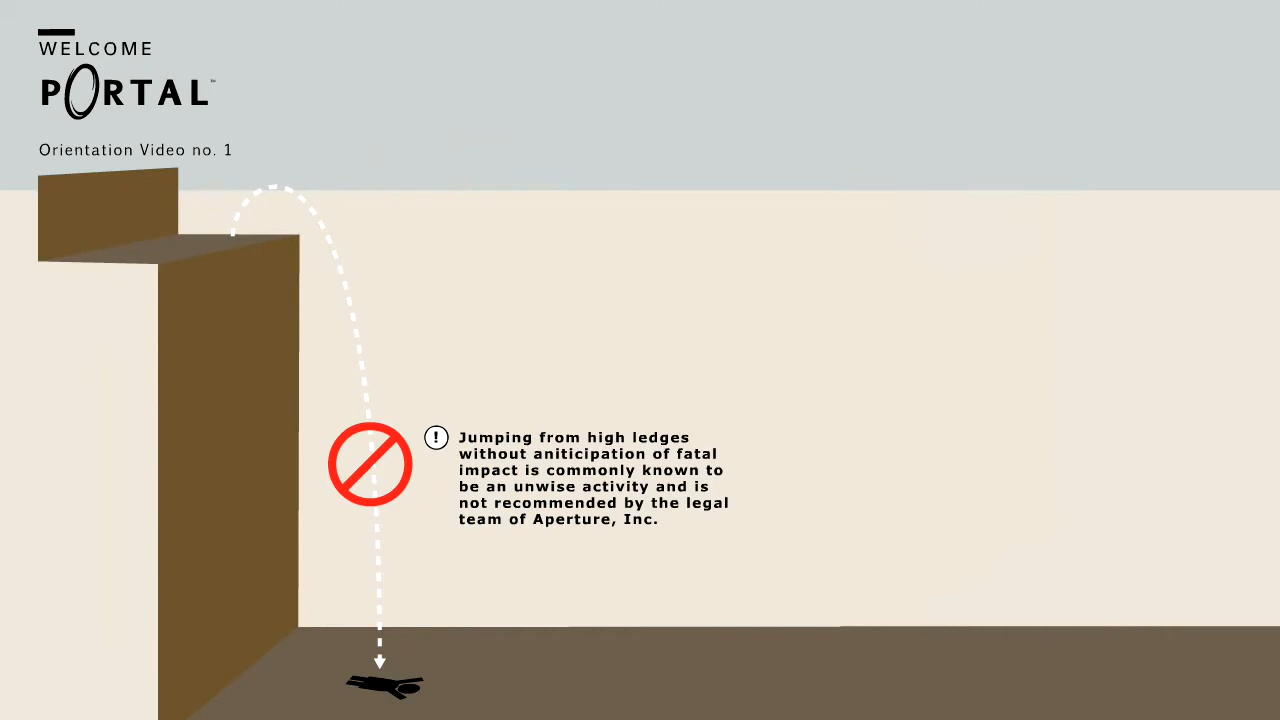 WELCOME
PORTAL™
Orientation Video no. 1
! Jumping from high ledges
without aniticipation of fatal
impact is commonly known to
be an unwise activity and is
not recommended by the legal
team of Aperture, Inc.